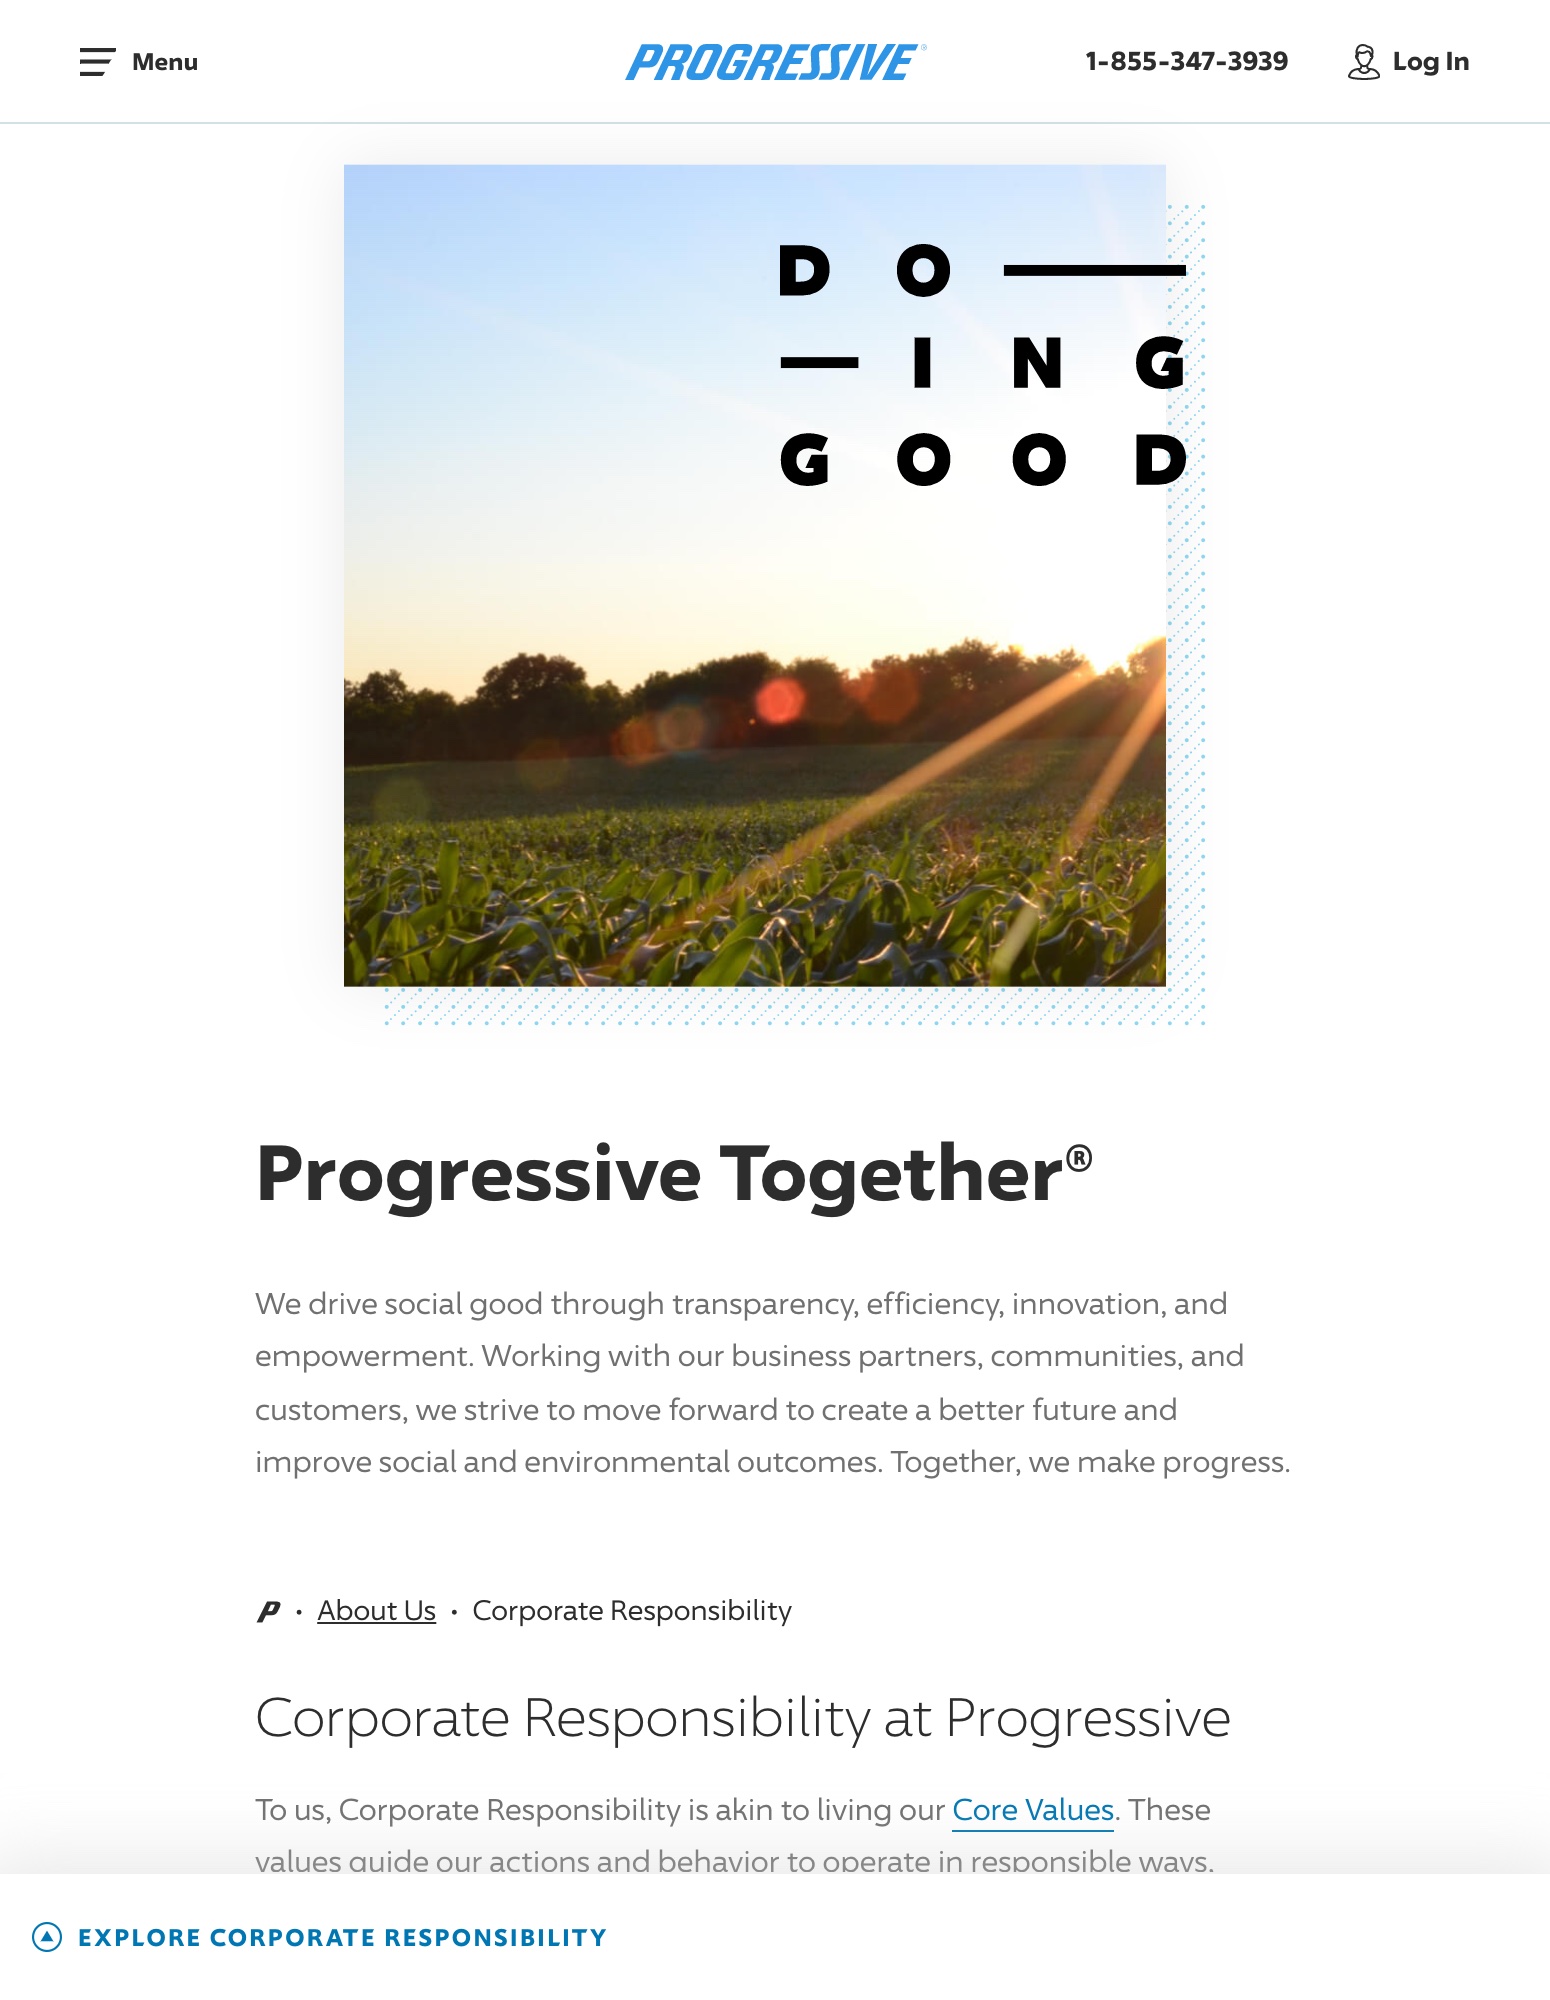 Menu
PROGRESSIVE®
1-855-347-3939
Log In
DO—
—ING
GOOD
Progressive Together®
We drive social good through transparency, efficiency, innovation, and
empowerment. Working with our business partners, communities, and
customers, we strive to move forward to create a better future and
improve social and environmental outcomes. Together, we make progress.
P • About Us • Corporate Responsibility
Corporate Responsibility at Progressive
To us, Corporate Responsibility is akin to living our Core Values. These
values guide our actions and behavior to operate in responsible ways.
EXPLORE CORPORATE RESPONSIBILITY